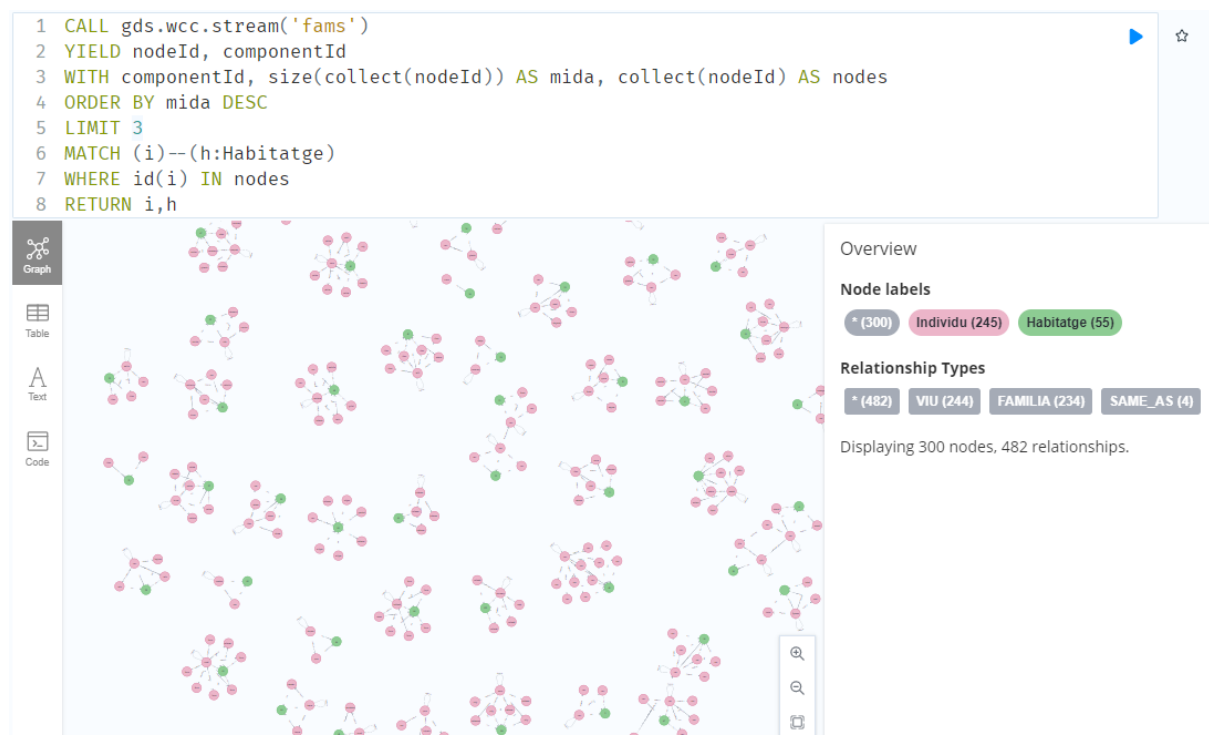 1 CALL gds.wcc.stream('fams')
2 YIELD nodeId, componentId
3 WITH componentId, size(collect(nodeId)) AS mida, collect(nodeId) AS nodes
4 ORDER BY mida DESC
5 LIMIT 3
6 MATCH (i)--(h:Habitatge)
7 WHERE id(i) IN nodes
8 RETURN i,h
Graph
Table
Text
Code
Overview
Node labels
* (300) Individu (245) Habitatge (55)
Relationship Types
* (482) VIU (244) FAMILIA (234) SAME_AS (4)
Displaying 300 nodes, 482 relationships.